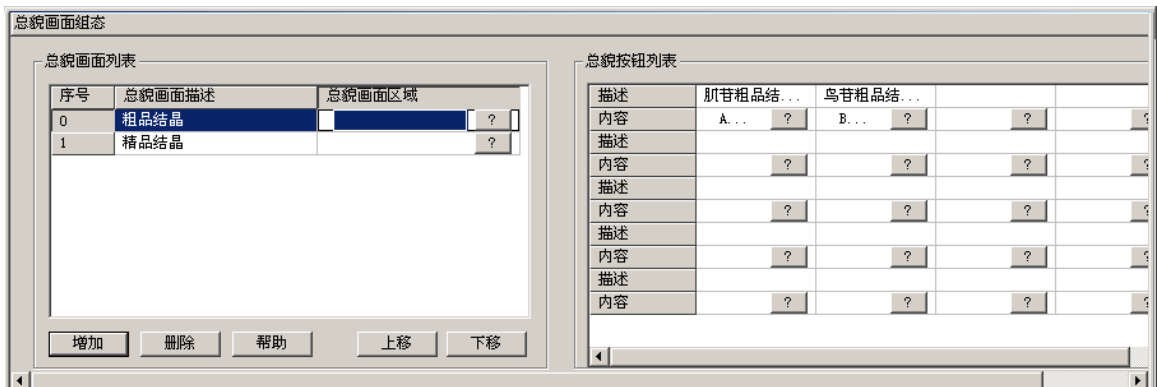 总貌画面组态
总貌画面列表
序号 总貌画面描述 总貌画面区域
0 粗品结晶 ?
1 精品结晶 ?
增加 删除 帮助 上移 下移
总貌按钮列表
描述 肌苷粗品结... 鸟苷粗品结...
内容 A... ? B... ? ? ?
描述
内容 ? ? ? ?
描述
内容 ? ? ? ?
描述
内容 ? ? ? ?
描述
内容 ? ? ? ?